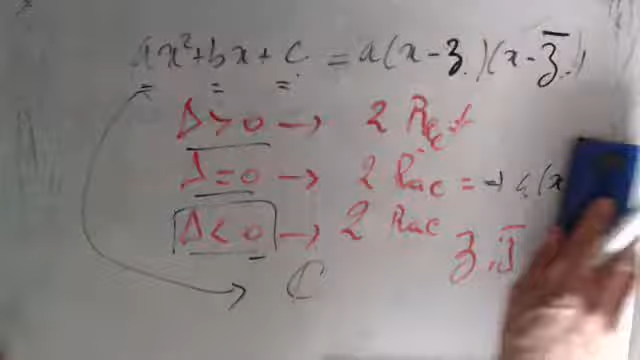 ax² + bx + c = a(x - z)(x - z̄)
Δ > 0 → 2 Rac ≠
Δ = 0 → 2 Rac = → a(x
Δ < 0 → 2 Rac z, z̄
ℂ